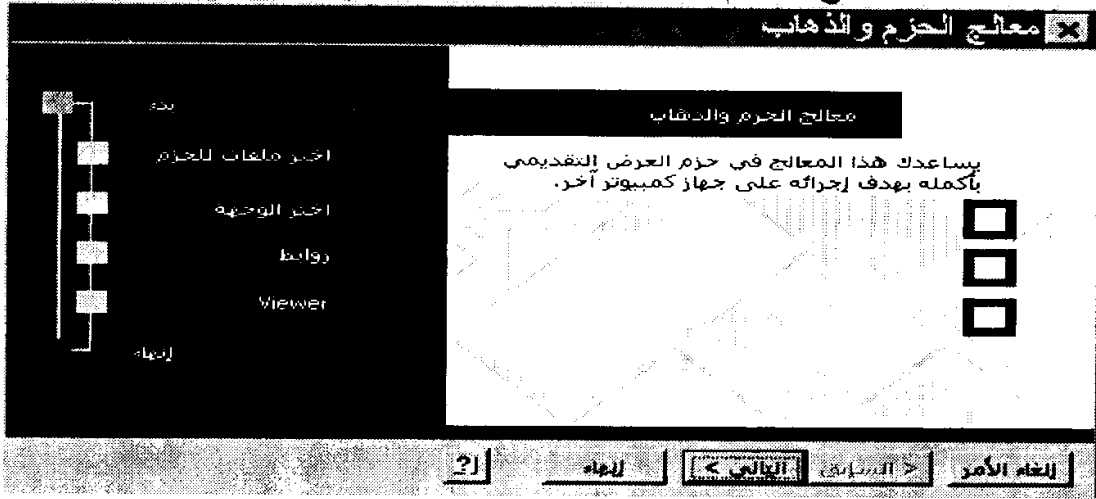 معالج الحزم والذهاب
معالج الحزم والذهاب
يساعدك هذا المعالج في حزم العرض التقديمي
بأكمله بهدف إجرائه على جهاز كمبيوتر آخر.
بدء
اختر ملفات للحزم
اختر الوجهة
روابط
Viewer
إنهاء
إلغاء الأمر
< السابق
التالي >
إنهاء
?